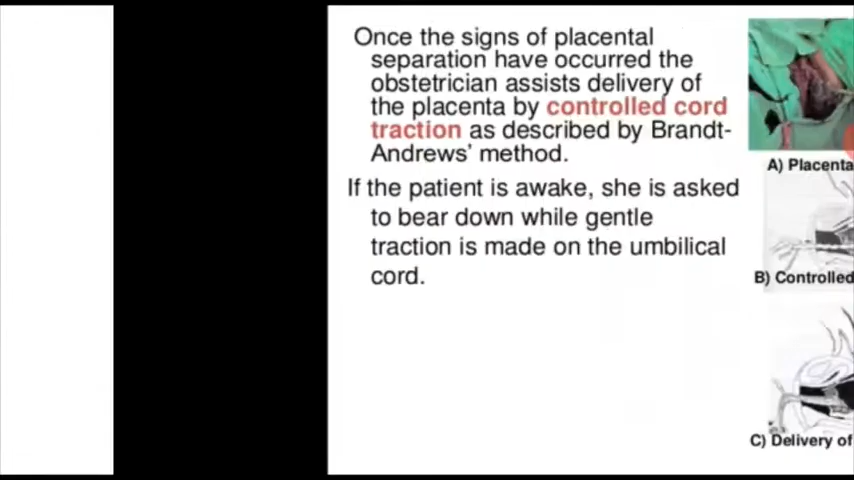 Once the signs of placental
separation have occurred the
obstetrician assists delivery of
the placenta by controlled cord
traction as described by Brandt-
Andrews’ method.
If the patient is awake, she is asked
to bear down while gentle
traction is made on the umbilical
cord.
A) Placenta
B) Controlled
C) Delivery of